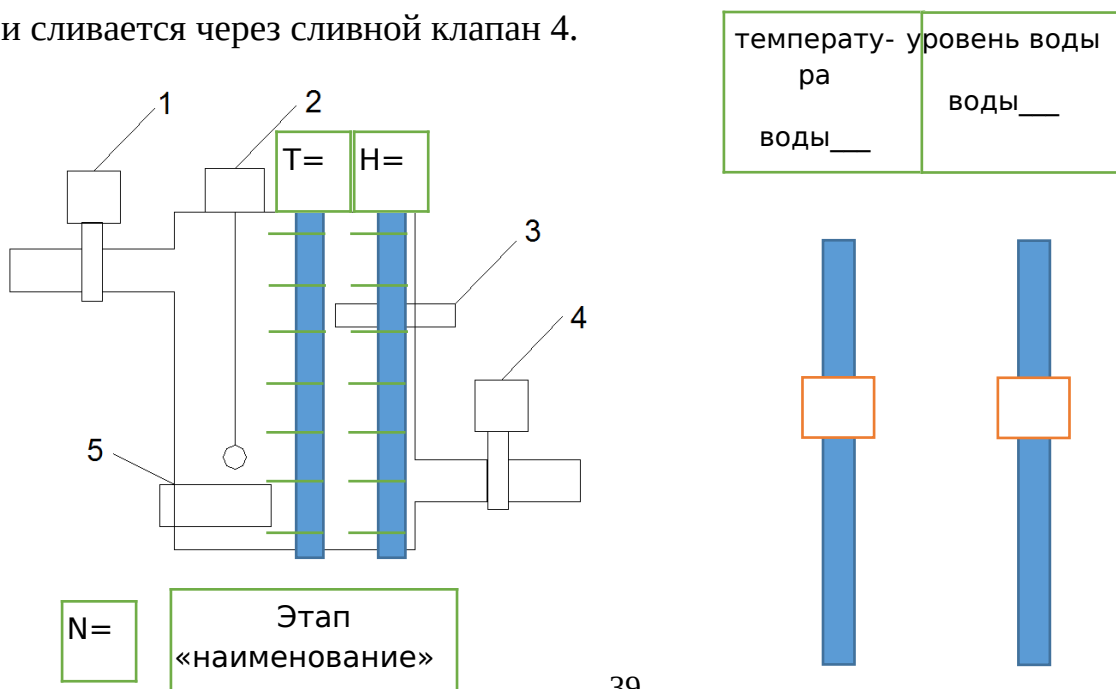 и сливается через сливной клапан 4.
температу-
ра
воды___
уровень воды
воды___
1
2
T=
H=
3
4
5
N=
Этап
«наименование»
39